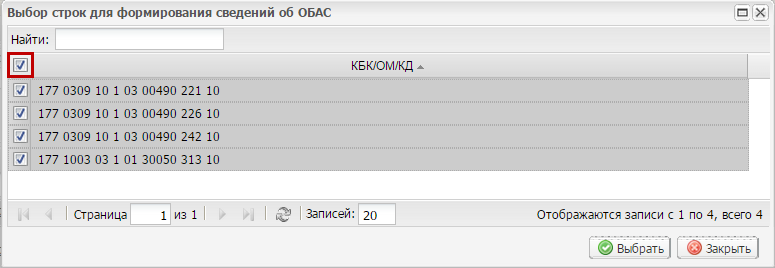 Выбор строк для формирования сведений об ОБАС
Найти:
КБК/ОМ/КД
177 0309 10 1 03 00490 221 10
177 0309 10 1 03 00490 226 10
177 0309 10 1 03 00490 242 10
177 1003 03 1 01 30050 313 10
Страница 1 из 1 Записей: 20 Отображаются записи с 1 по 4, всего 4
Выбрать Закрыть